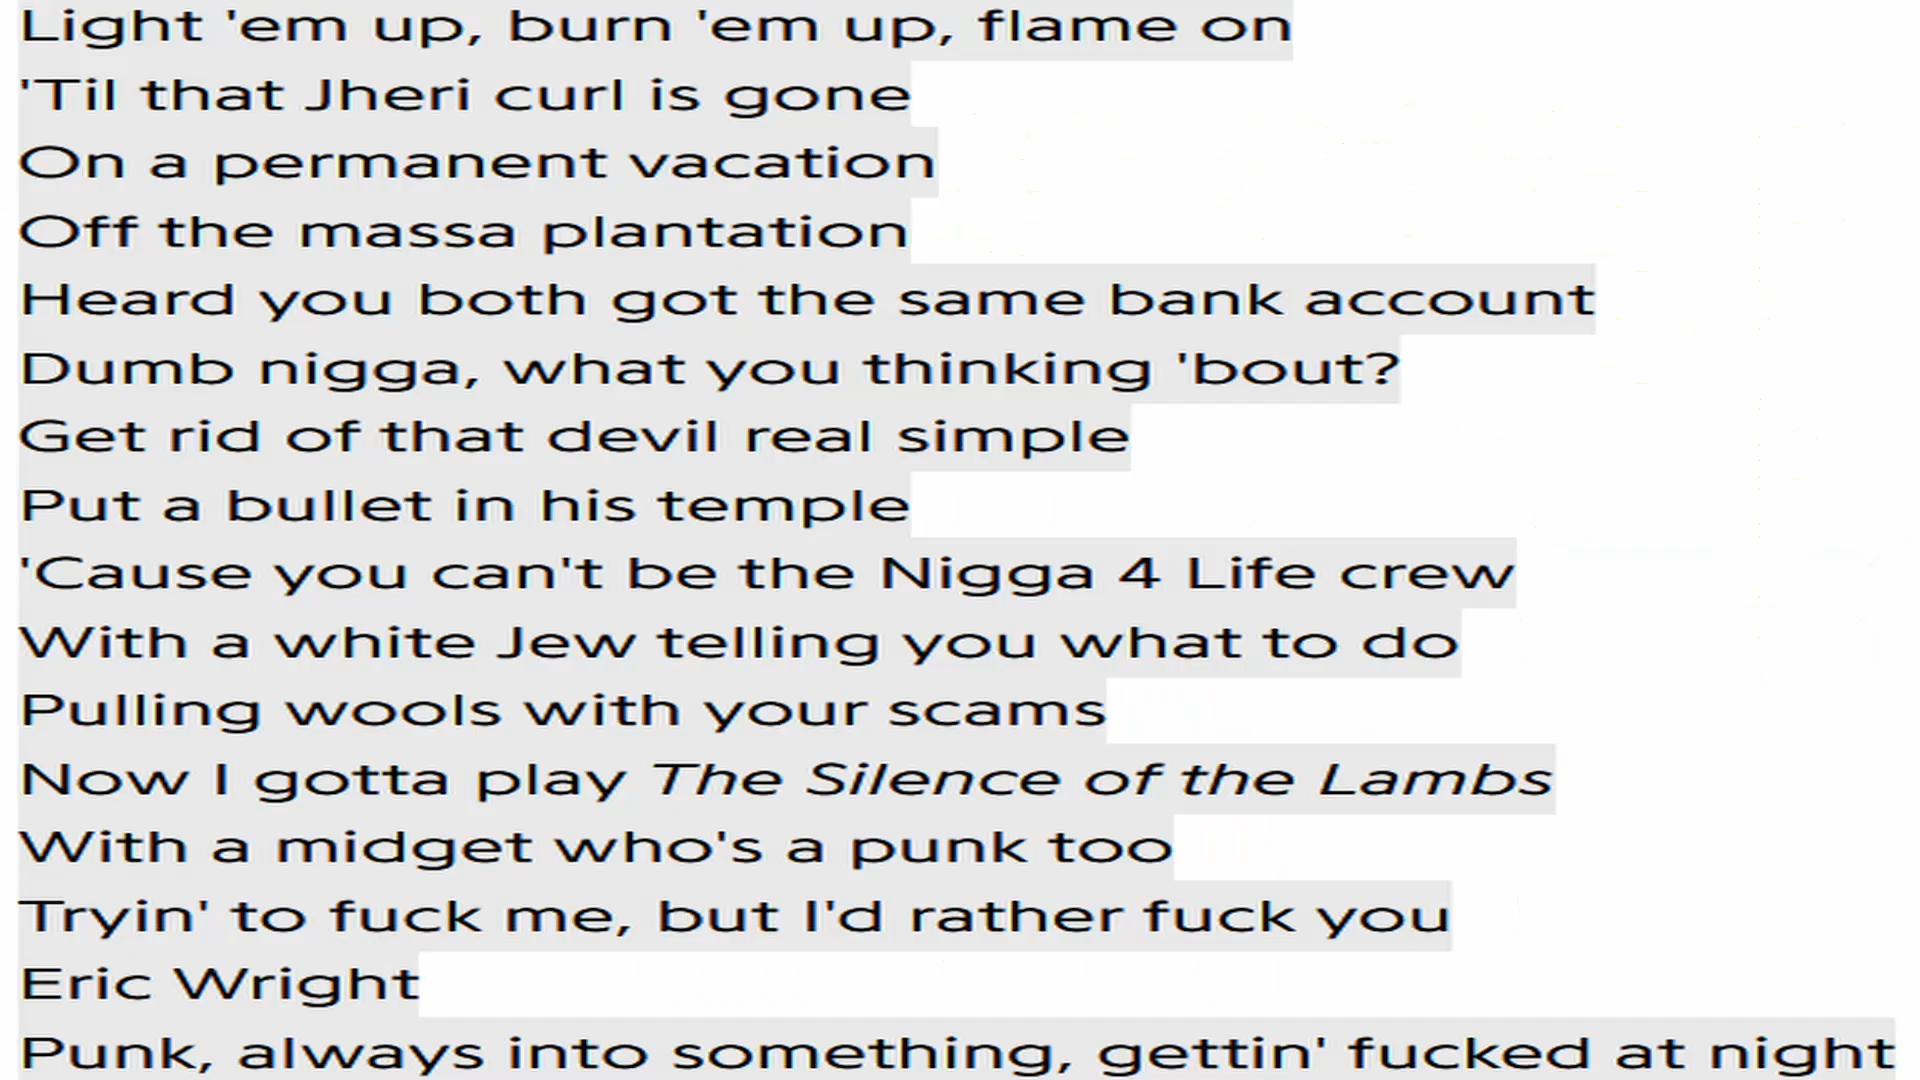 Light 'em up, burn 'em up, flame on
'Til that Jheri curl is gone
On a permanent vacation
Off the massa plantation
Heard you both got the same bank account
Dumb nigga, what you thinking 'bout?
Get rid of that devil real simple
Put a bullet in his temple
'Cause you can't be the Nigga 4 Life crew
With a white Jew telling you what to do
Pulling wools with your scams
Now I gotta play The Silence of the Lambs
With a midget who's a punk too
Tryin' to fuck me, but I'd rather fuck you
Eric Wright
Punk, always into something, gettin' fucked at night